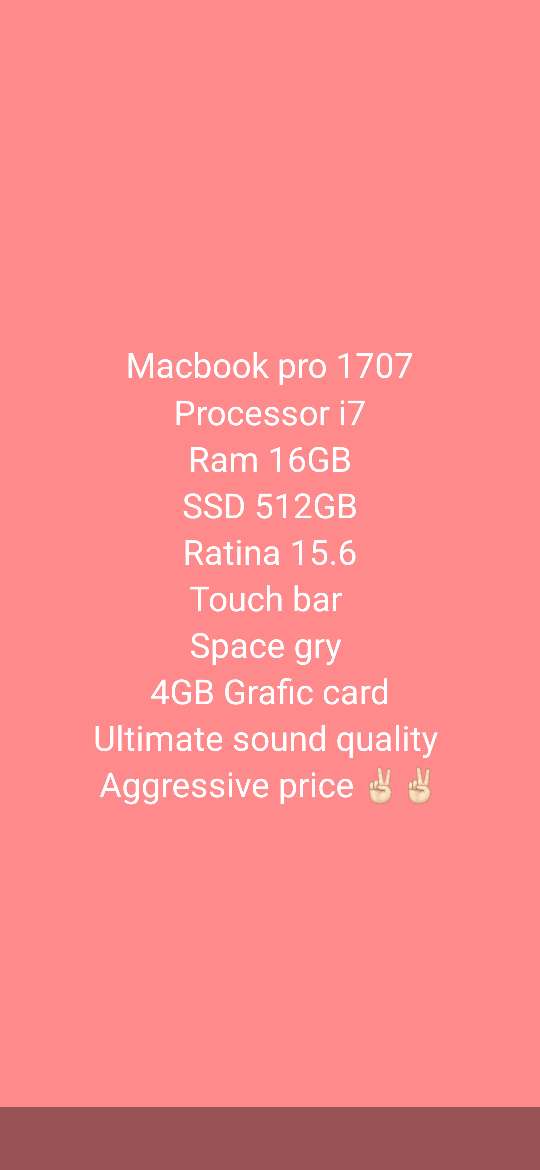 Macbook pro 1707
Processor i7
Ram 16GB
SSD 512GB
Ratina 15.6
Touch bar
Space gry
4GB Grafic card
Ultimate sound quality
Aggressive price ✌🏻✌🏻